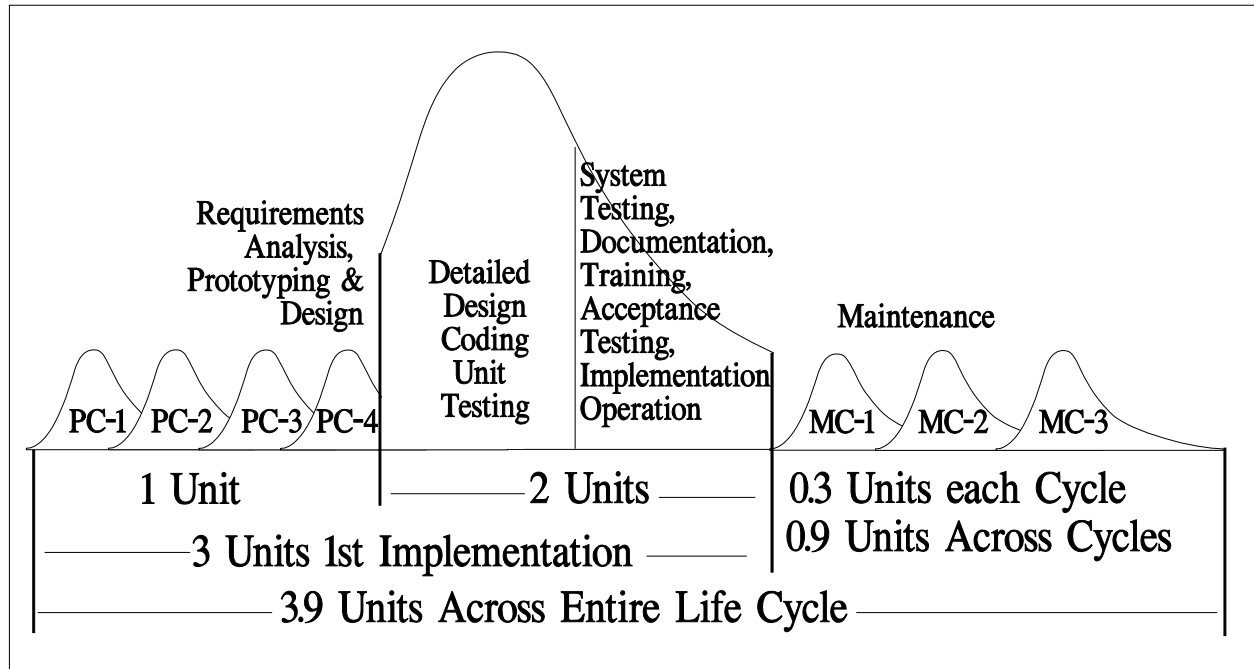 Requirements
Analysis,
Prototyping &
Design
Detailed
Design
Coding
Unit
Testing
System
Testing,
Documentation,
Training,
Acceptance
Testing,
Implementation
Operation
Maintenance
PC-1
PC-2
PC-3
PC-4
MC-1
MC-2
MC-3
1 Unit
2 Units
0.3 Units each Cycle
0.9 Units Across Cycles
3 Units 1st Implementation
3.9 Units Across Entire Life Cycle